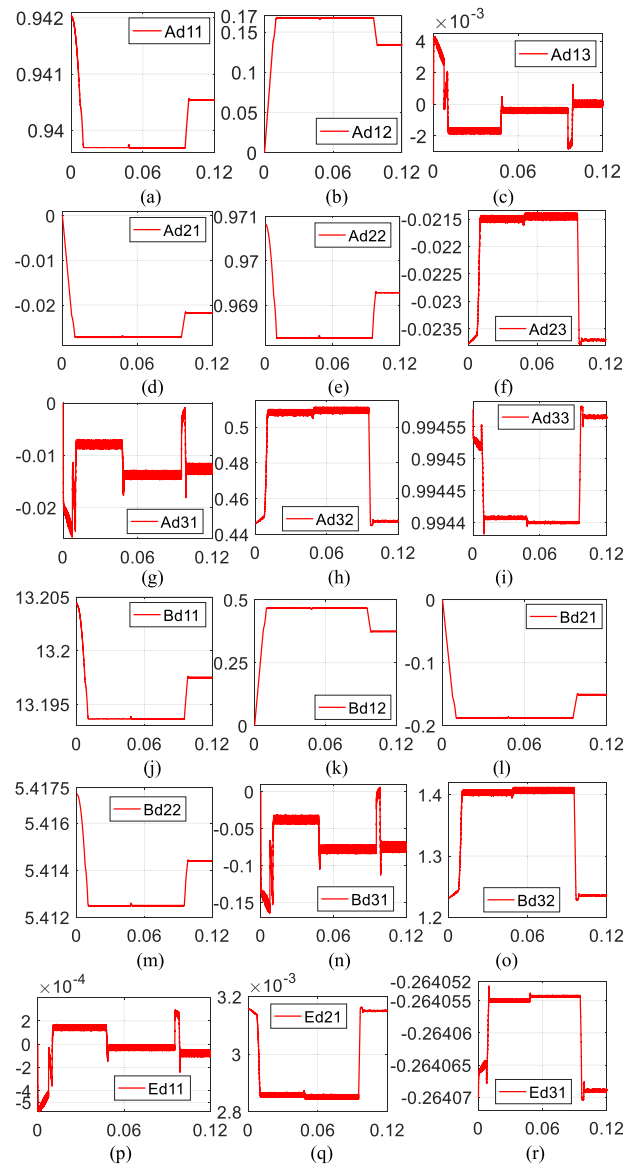 0.942
0.941
0.94
Ad11
0 0.06 0.12
(a)
0.17
0.15
0.1
0.05
0
Ad12
0 0.06 0.12
(b)
×10⁻³
4
2
0
-2
Ad13
0 0.06 0.12
(c)
0
-0.01
-0.02
Ad21
0 0.06 0.12
(d)
0.971
0.97
0.969
Ad22
0 0.06 0.12
(e)
-0.0215
-0.0225
-0.023
-0.0235
Ad23
0 0.06 0.12
(f)
0
-0.01
-0.02
Ad31
0 0.06 0.12
(g)
0.5
0.48
0.46
0.44
Ad32
0 0.06 0.12
(h)
0.99455
0.99445
0.9944
Ad33
0 0.06 0.12
(i)
13.205
13.2
13.195
Bd11
0 0.06 0.12
(j)
0.5
0.25
0
Bd12
0 0.06 0.12
(k)
0
-0.1
-0.2
Bd21
0 0.06 0.12
(l)
5.4175
5.416
5.414
5.412
Bd22
0 0.06 0.12
(m)
0
-0.05
-0.1
-0.15
Bd31
0 0.06 0.12
(n)
1.4
1.3
1.2
Bd32
0 0.06 0.12
(o)
×10⁻⁴
2
0
-2
-4
-5
Ed11
0 0.06 0.12
(p)
×10⁻³
3.2
3
2.8
Ed21
0 0.06 0.12
(q)
-0.264052
-0.264055
-0.26406
-0.264065
-0.26407
Ed31
0 0.06 0.12
(r)